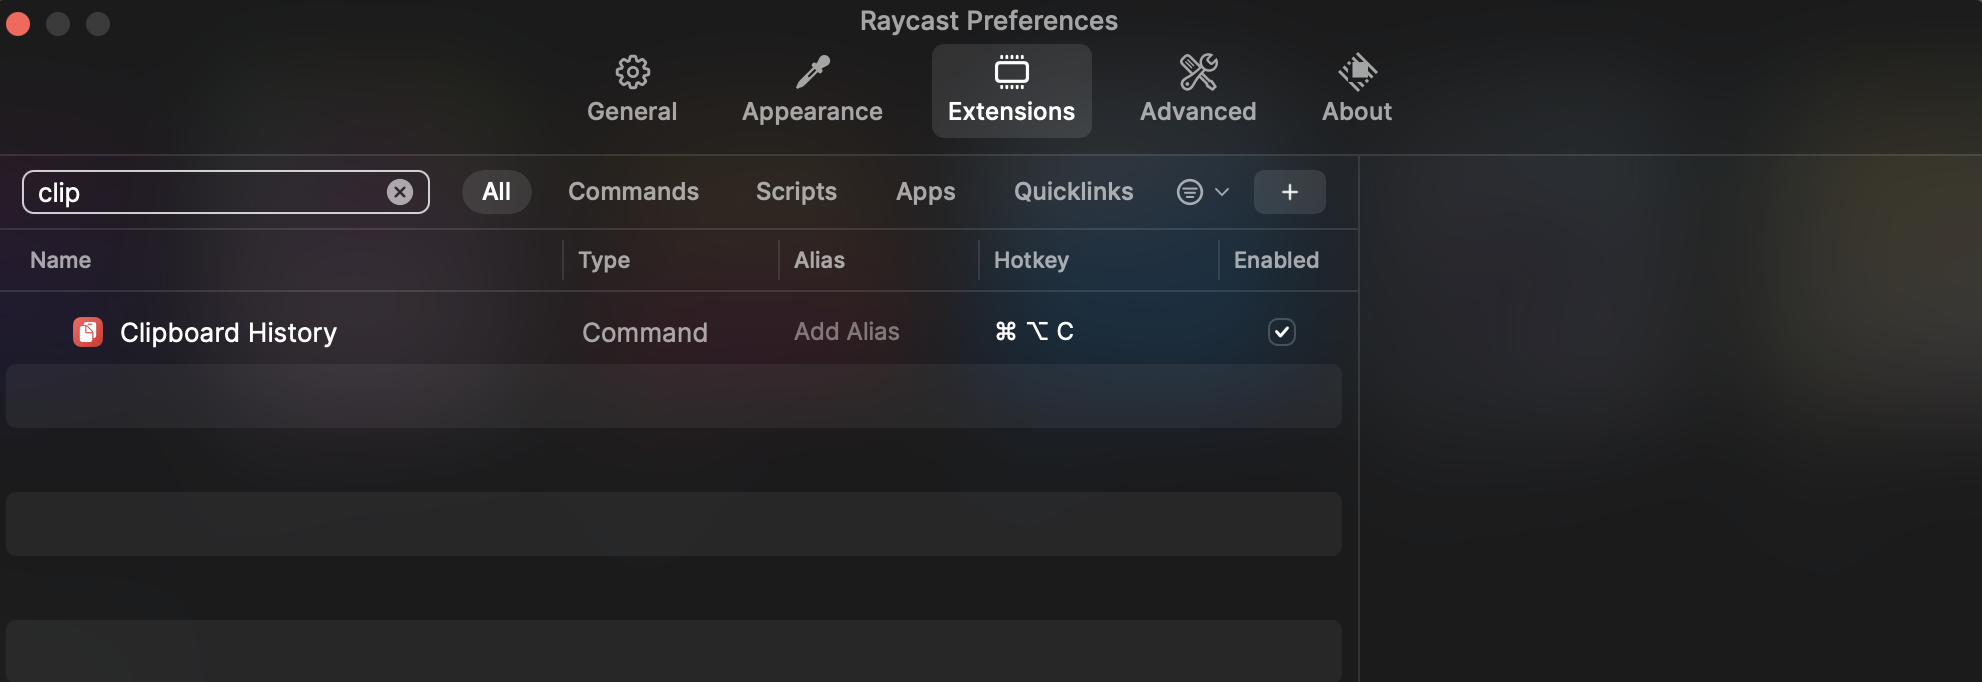 Raycast Preferences
General Appearance Extensions Advanced About
clip All Commands Scripts Apps Quicklinks +
Name Type Alias Hotkey Enabled
Clipboard History Command Add Alias ⌘ ⌥ C